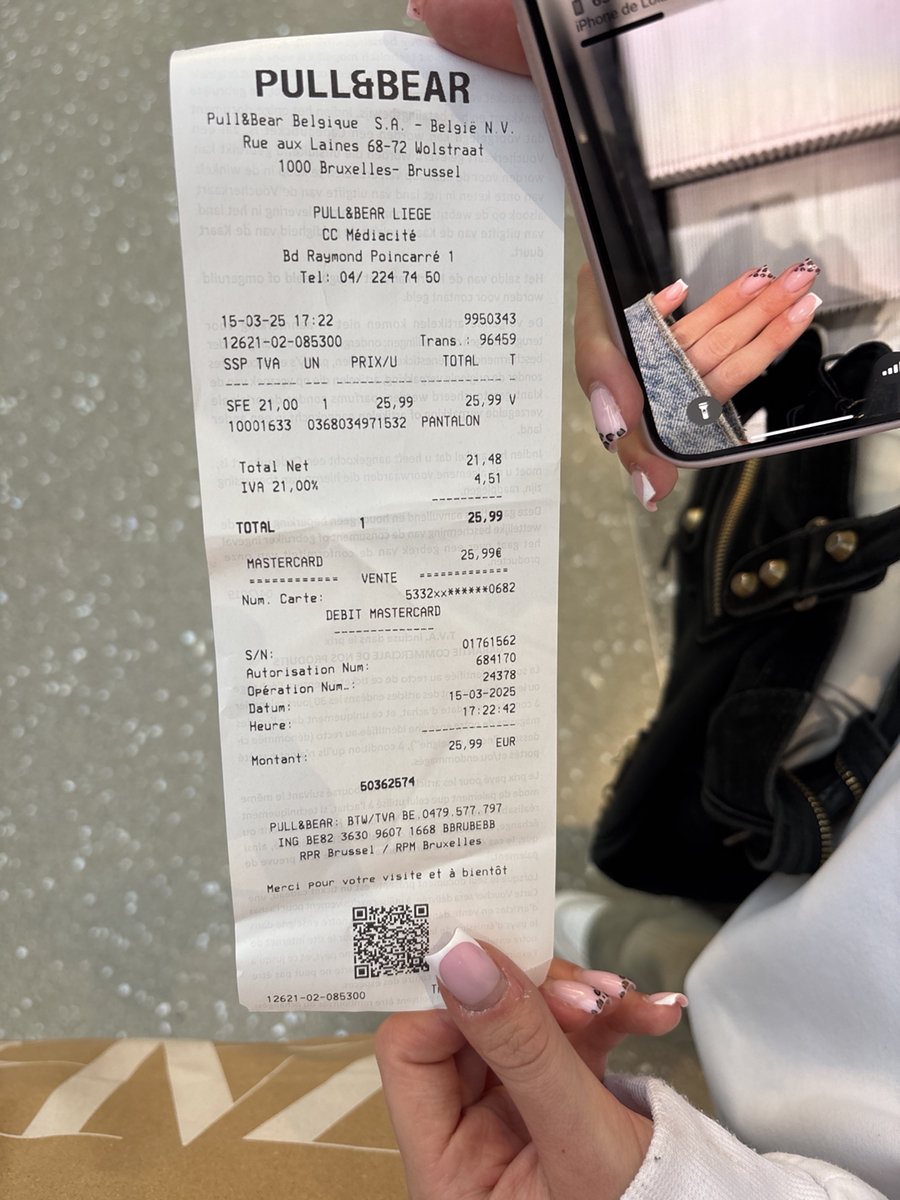 PULL&BEAR
Pull&Bear Belgique S.A. - België N.V.
Rue aux Laines 68-72 Wolstraat
1000 Bruxelles- Brussel
PULL&BEAR LIEGE
CC Médiacité
Bd Raymond Poincarré 1
Tel: 04/ 224 74 50
15-03-25 17:22 9950343
12621-02-085300 Trans.: 96459
SSP TVA UN PRIX/U TOTAL T
SFE 21,00 1 25,99 25,99 V
10001633 0368034971532 PANTALON
Total Net 21,48
IVA 21,00% 4,51
TOTAL 1 25,99
MASTERCARD 25,99€
============ VENTE ============
Num. Carte: 5332xx******0682
DEBIT MASTERCARD
S/N: 01761562
Autorisation Num: 684170
Opération Num.: 24378
Datum: 15-03-2025
Heure: 17:22:42
Montant: 25,99 EUR
50362574
PULL&BEAR: BTW/TVA BE.0479.577.797
ING BE82 3630 9607 1668 BBRUBEBB
RPR Brussel / RPM Bruxelles
Merci pour votre visite et à bientôt
12621-02-085300
iPhone de